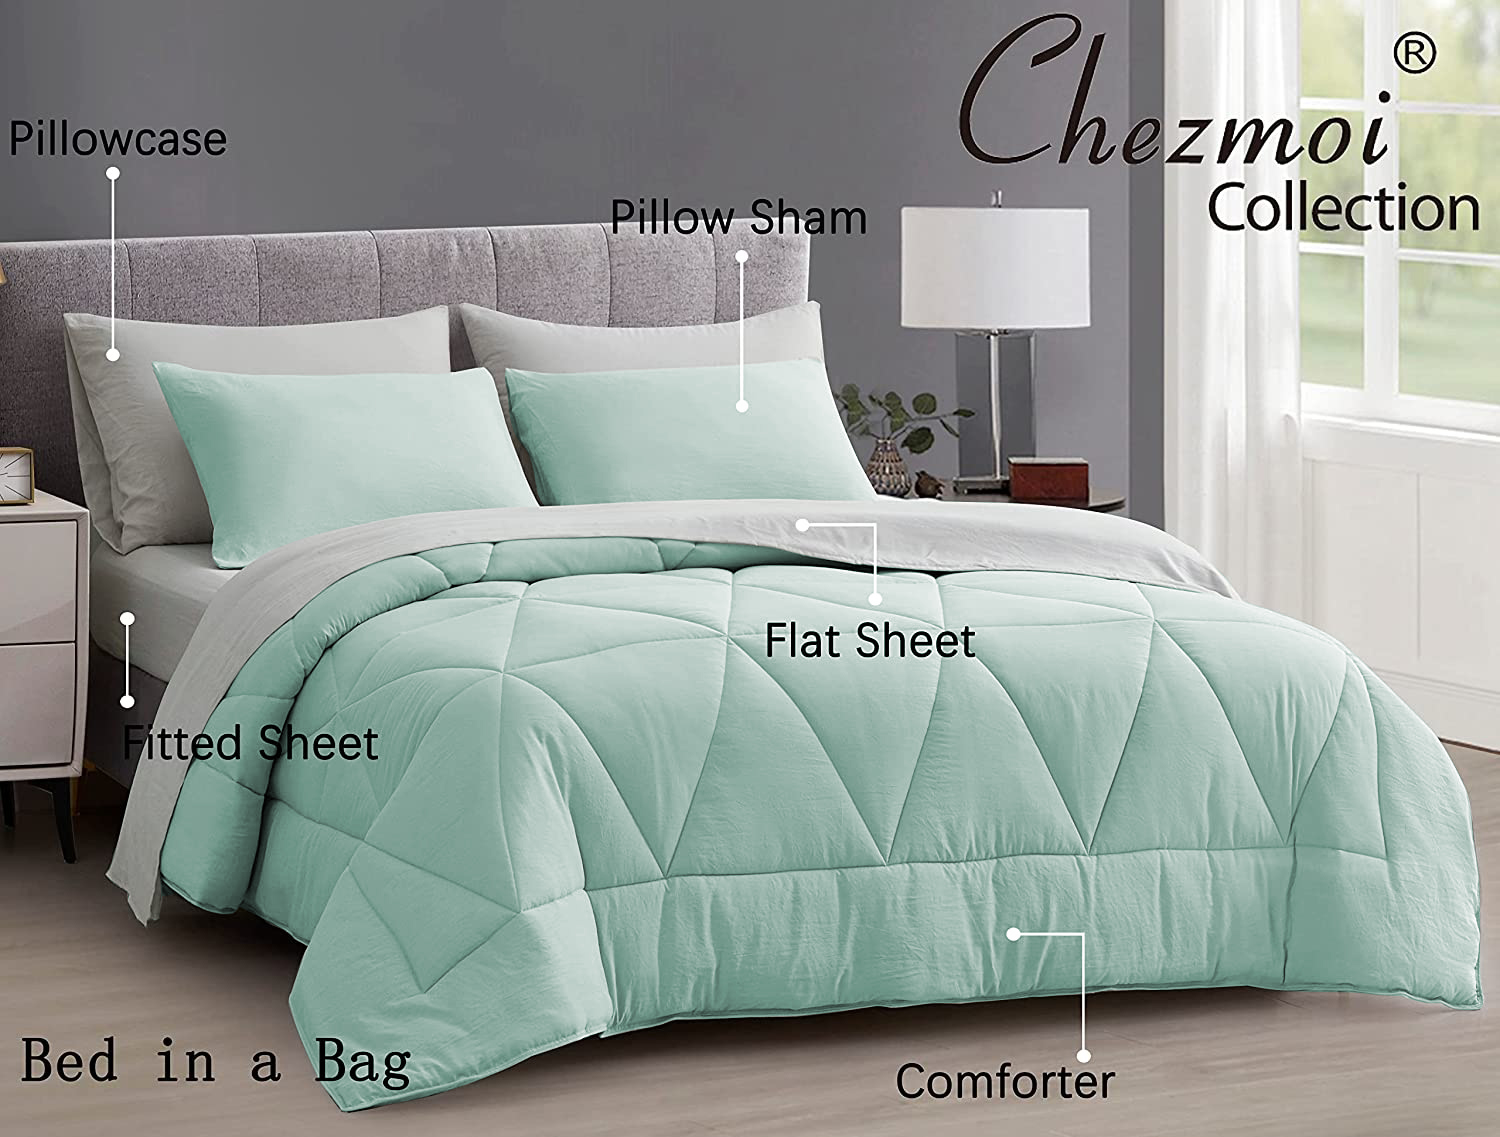 Chezmoi®
Collection
Pillowcase
Pillow Sham
Flat Sheet
Fitted Sheet
Bed in a Bag
Comforter